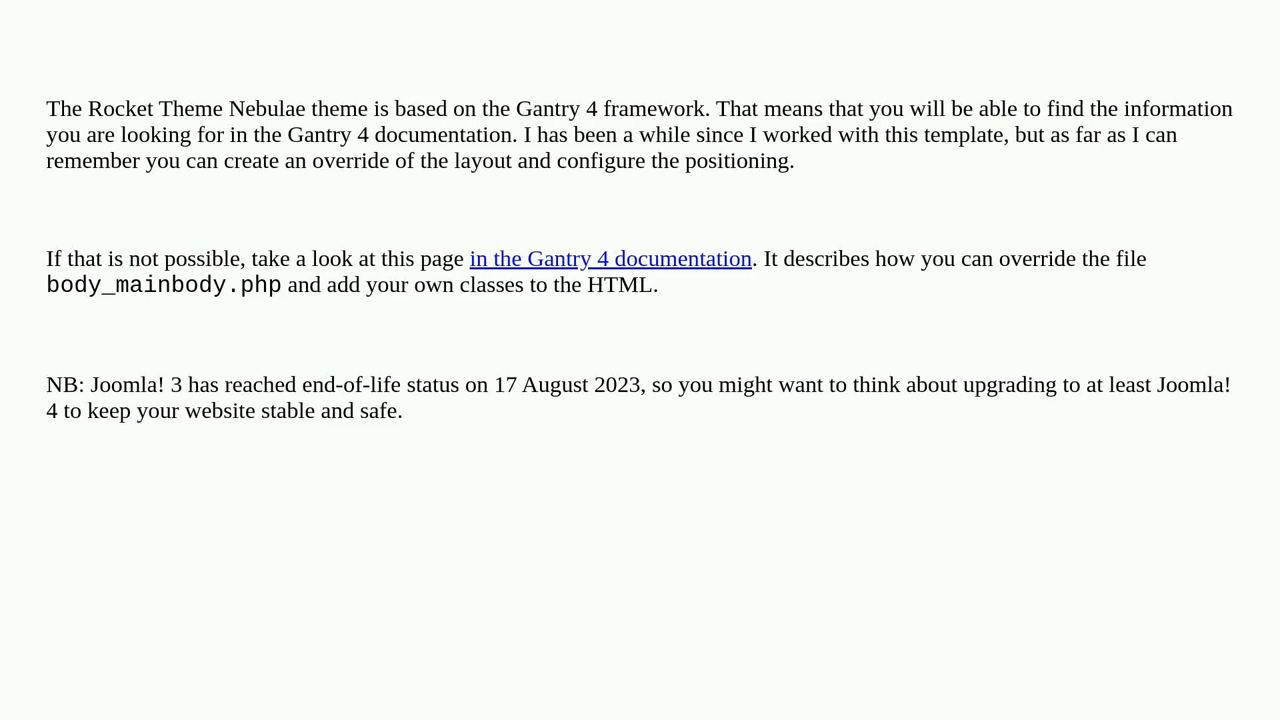 The Rocket Theme Nebulae theme is based on the Gantry 4 framework. That means that you will be able to find the information
you are looking for in the Gantry 4 documentation. I has been a while since I worked with this template, but as far as I can
remember you can create an override of the layout and configure the positioning.
If that is not possible, take a look at this page in the Gantry 4 documentation. It describes how you can override the file
body_mainbody.php and add your own classes to the HTML.
NB: Joomla! 3 has reached end-of-life status on 17 August 2023, so you might want to think about upgrading to at least Joomla!
4 to keep your website stable and safe.